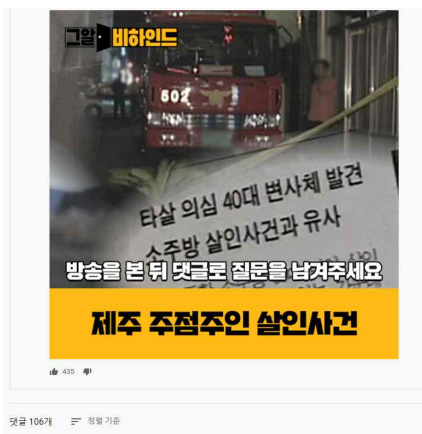 그알 비하인드
502
타살 의심 40대 변사체 발견
소주방 살인사건과 유사
방송을 본 뒤 댓글로 질문을 남겨주세요
제주 주점주인 살인사건
435
댓글 106개 정렬 기준